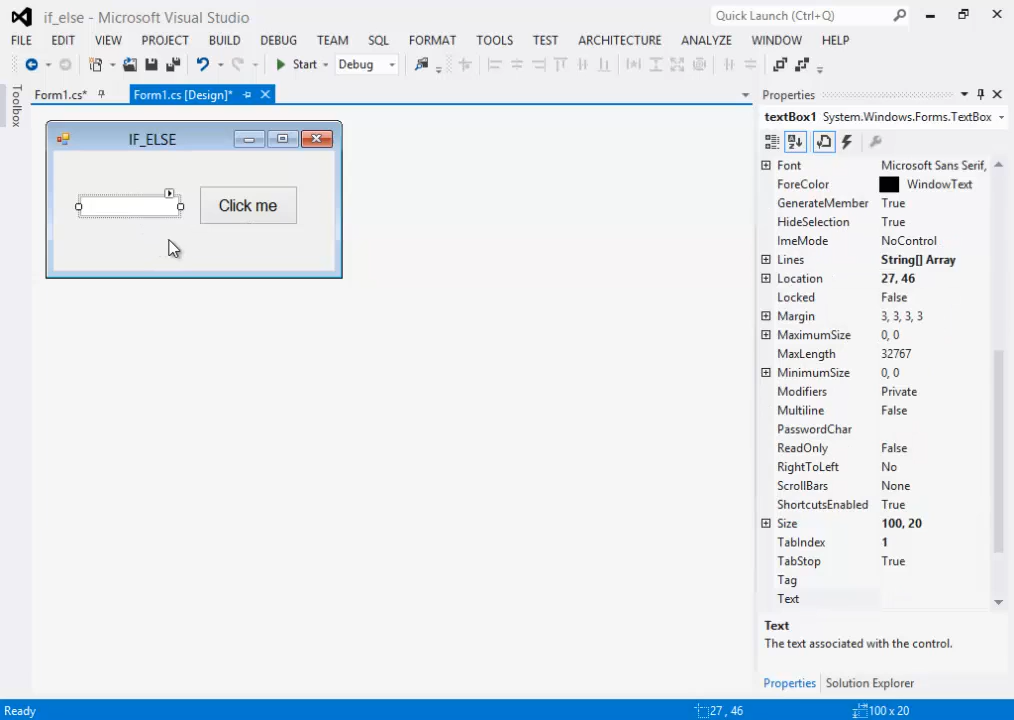 if_else - Microsoft Visual Studio
Quick Launch (Ctrl+Q)
FILE EDIT VIEW PROJECT BUILD DEBUG TEAM SQL FORMAT TOOLS TEST ARCHITECTURE ANALYZE WINDOW HELP
Start Debug
Toolbox
Form1.cs* Form1.cs [Design]*
IF_ELSE
Click me
Properties
textBox1 System.Windows.Forms.TextBox
Font Microsoft Sans Serif,
ForeColor WindowText
GenerateMember True
HideSelection True
ImeMode NoControl
Lines String[] Array
Location 27, 46
Locked False
Margin 3, 3, 3, 3
MaximumSize 0, 0
MaxLength 32767
MinimumSize 0, 0
Modifiers Private
Multiline False
PasswordChar
ReadOnly False
RightToLeft No
ScrollBars None
ShortcutsEnabled True
Size 100, 20
TabIndex 1
TabStop True
Tag
Text
Text
The text associated with the control.
Properties Solution Explorer
Ready 27 , 46 100 x 20